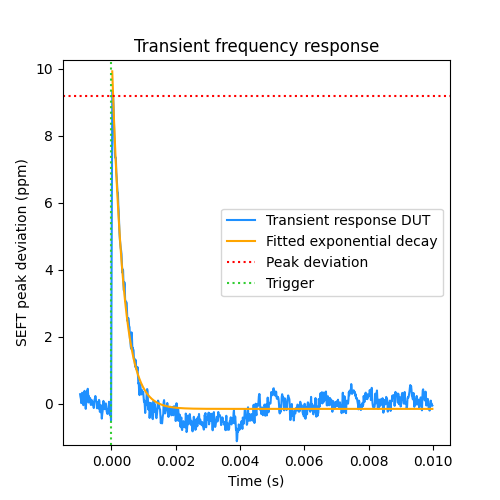 Transient frequency response
10
8
6
4
2
0
SEFT peak deviation (ppm)
Transient response DUT
Fitted exponential decay
Peak deviation
Trigger
0.000 0.002 0.004 0.006 0.008 0.010
Time (s)